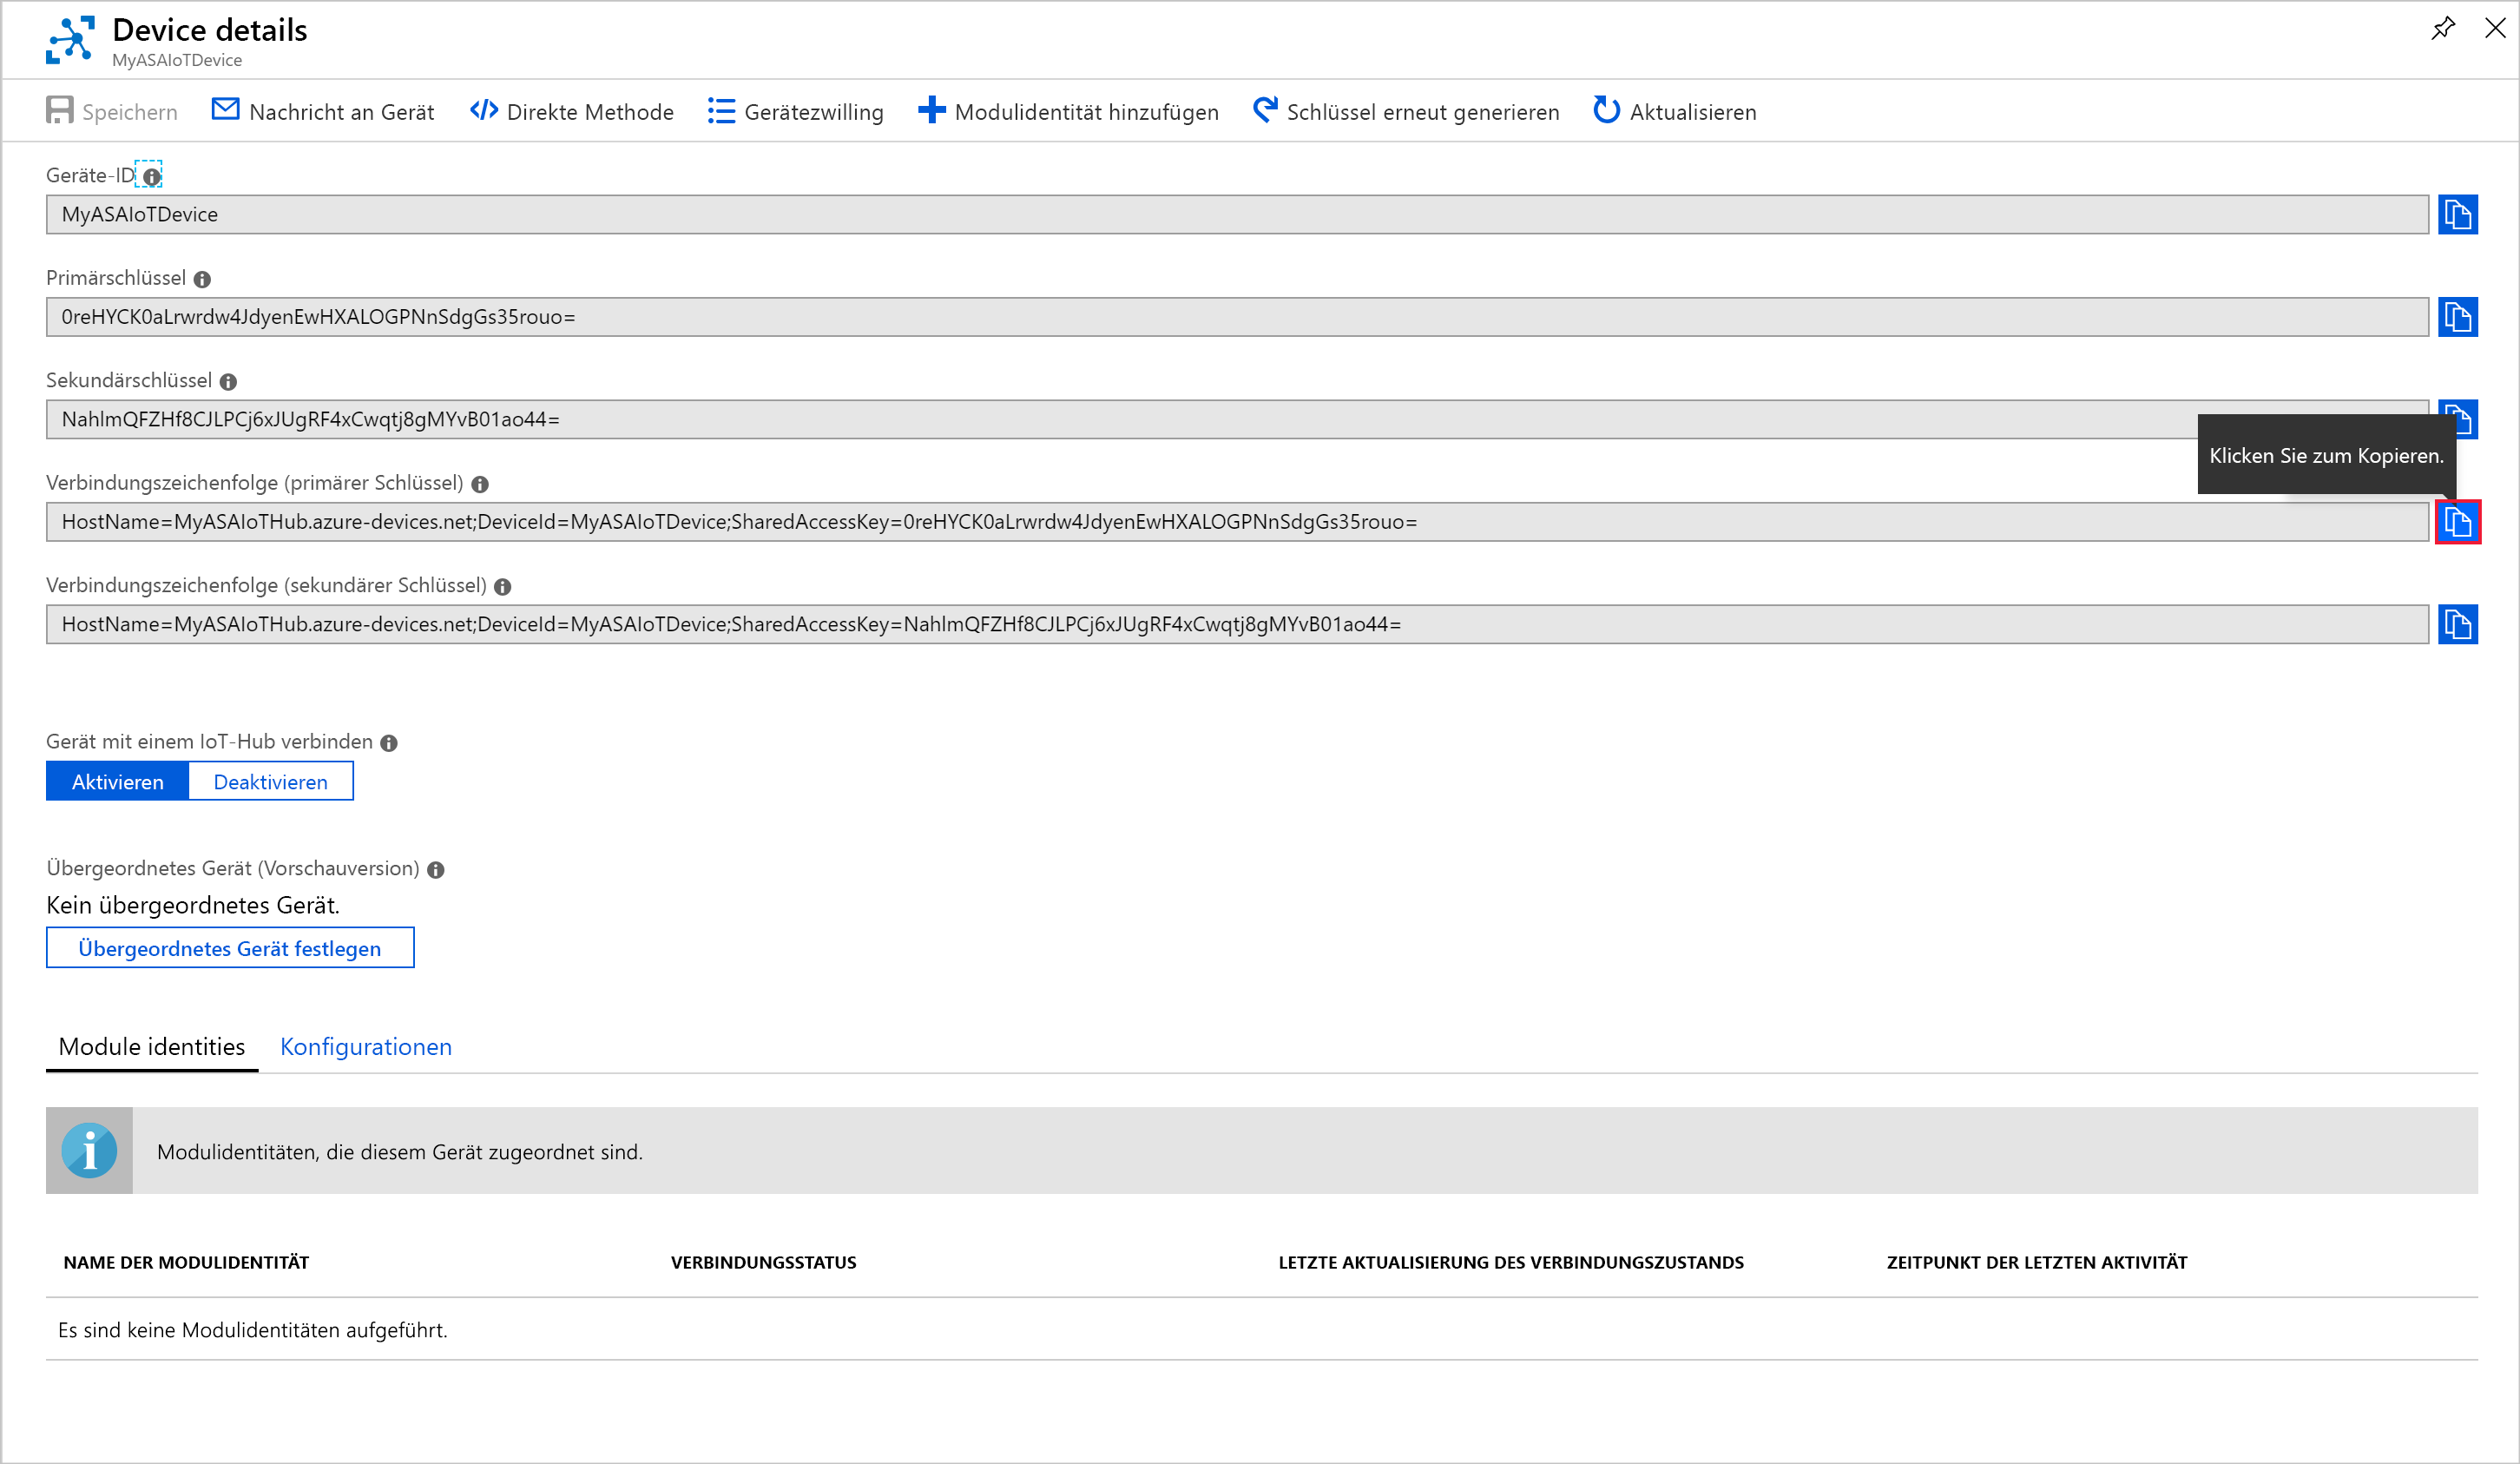 Device details
MyASAIoTDevice
Speichern Nachricht an Gerät Direkte Methode Gerätezwilling Modulidentität hinzufügen Schlüssel erneut generieren Aktualisieren
Geräte-ID
MyASAIoTDevice
Primärschlüssel
0reHYCK0aLrwrdw4JdyenEwHXALOGPNnSdgGs35rouo=
Sekundärschlüssel
NahlmQFZHf8CJLPCj6xJUgRF4xCwqtj8gMYvB01ao44=
Klicken Sie zum Kopieren.
Verbindungszeichenfolge (primärer Schlüssel)
HostName=MyASAIoTHub.azure-devices.net;DeviceId=MyASAIoTDevice;SharedAccessKey=0reHYCK0aLrwrdw4JdyenEwHXALOGPNnSdgGs35rouo=
Verbindungszeichenfolge (sekundärer Schlüssel)
HostName=MyASAIoTHub.azure-devices.net;DeviceId=MyASAIoTDevice;SharedAccessKey=NahlmQFZHf8CJLPCj6xJUgRF4xCwqtj8gMYvB01ao44=
Gerät mit einem IoT-Hub verbinden
Aktivieren Deaktivieren
Übergeordnetes Gerät (Vorschauversion)
Kein übergeordnetes Gerät.
Übergeordnetes Gerät festlegen
Module identities Konfigurationen
Modulidentitäten, die diesem Gerät zugeordnet sind.
NAME DER MODULIDENTITÄT VERBINDUNGSSTATUS LETZTE AKTUALISIERUNG DES VERBINDUNGSZUSTANDS ZEITPUNKT DER LETZTEN AKTIVITÄT
Es sind keine Modulidentitäten aufgeführt.